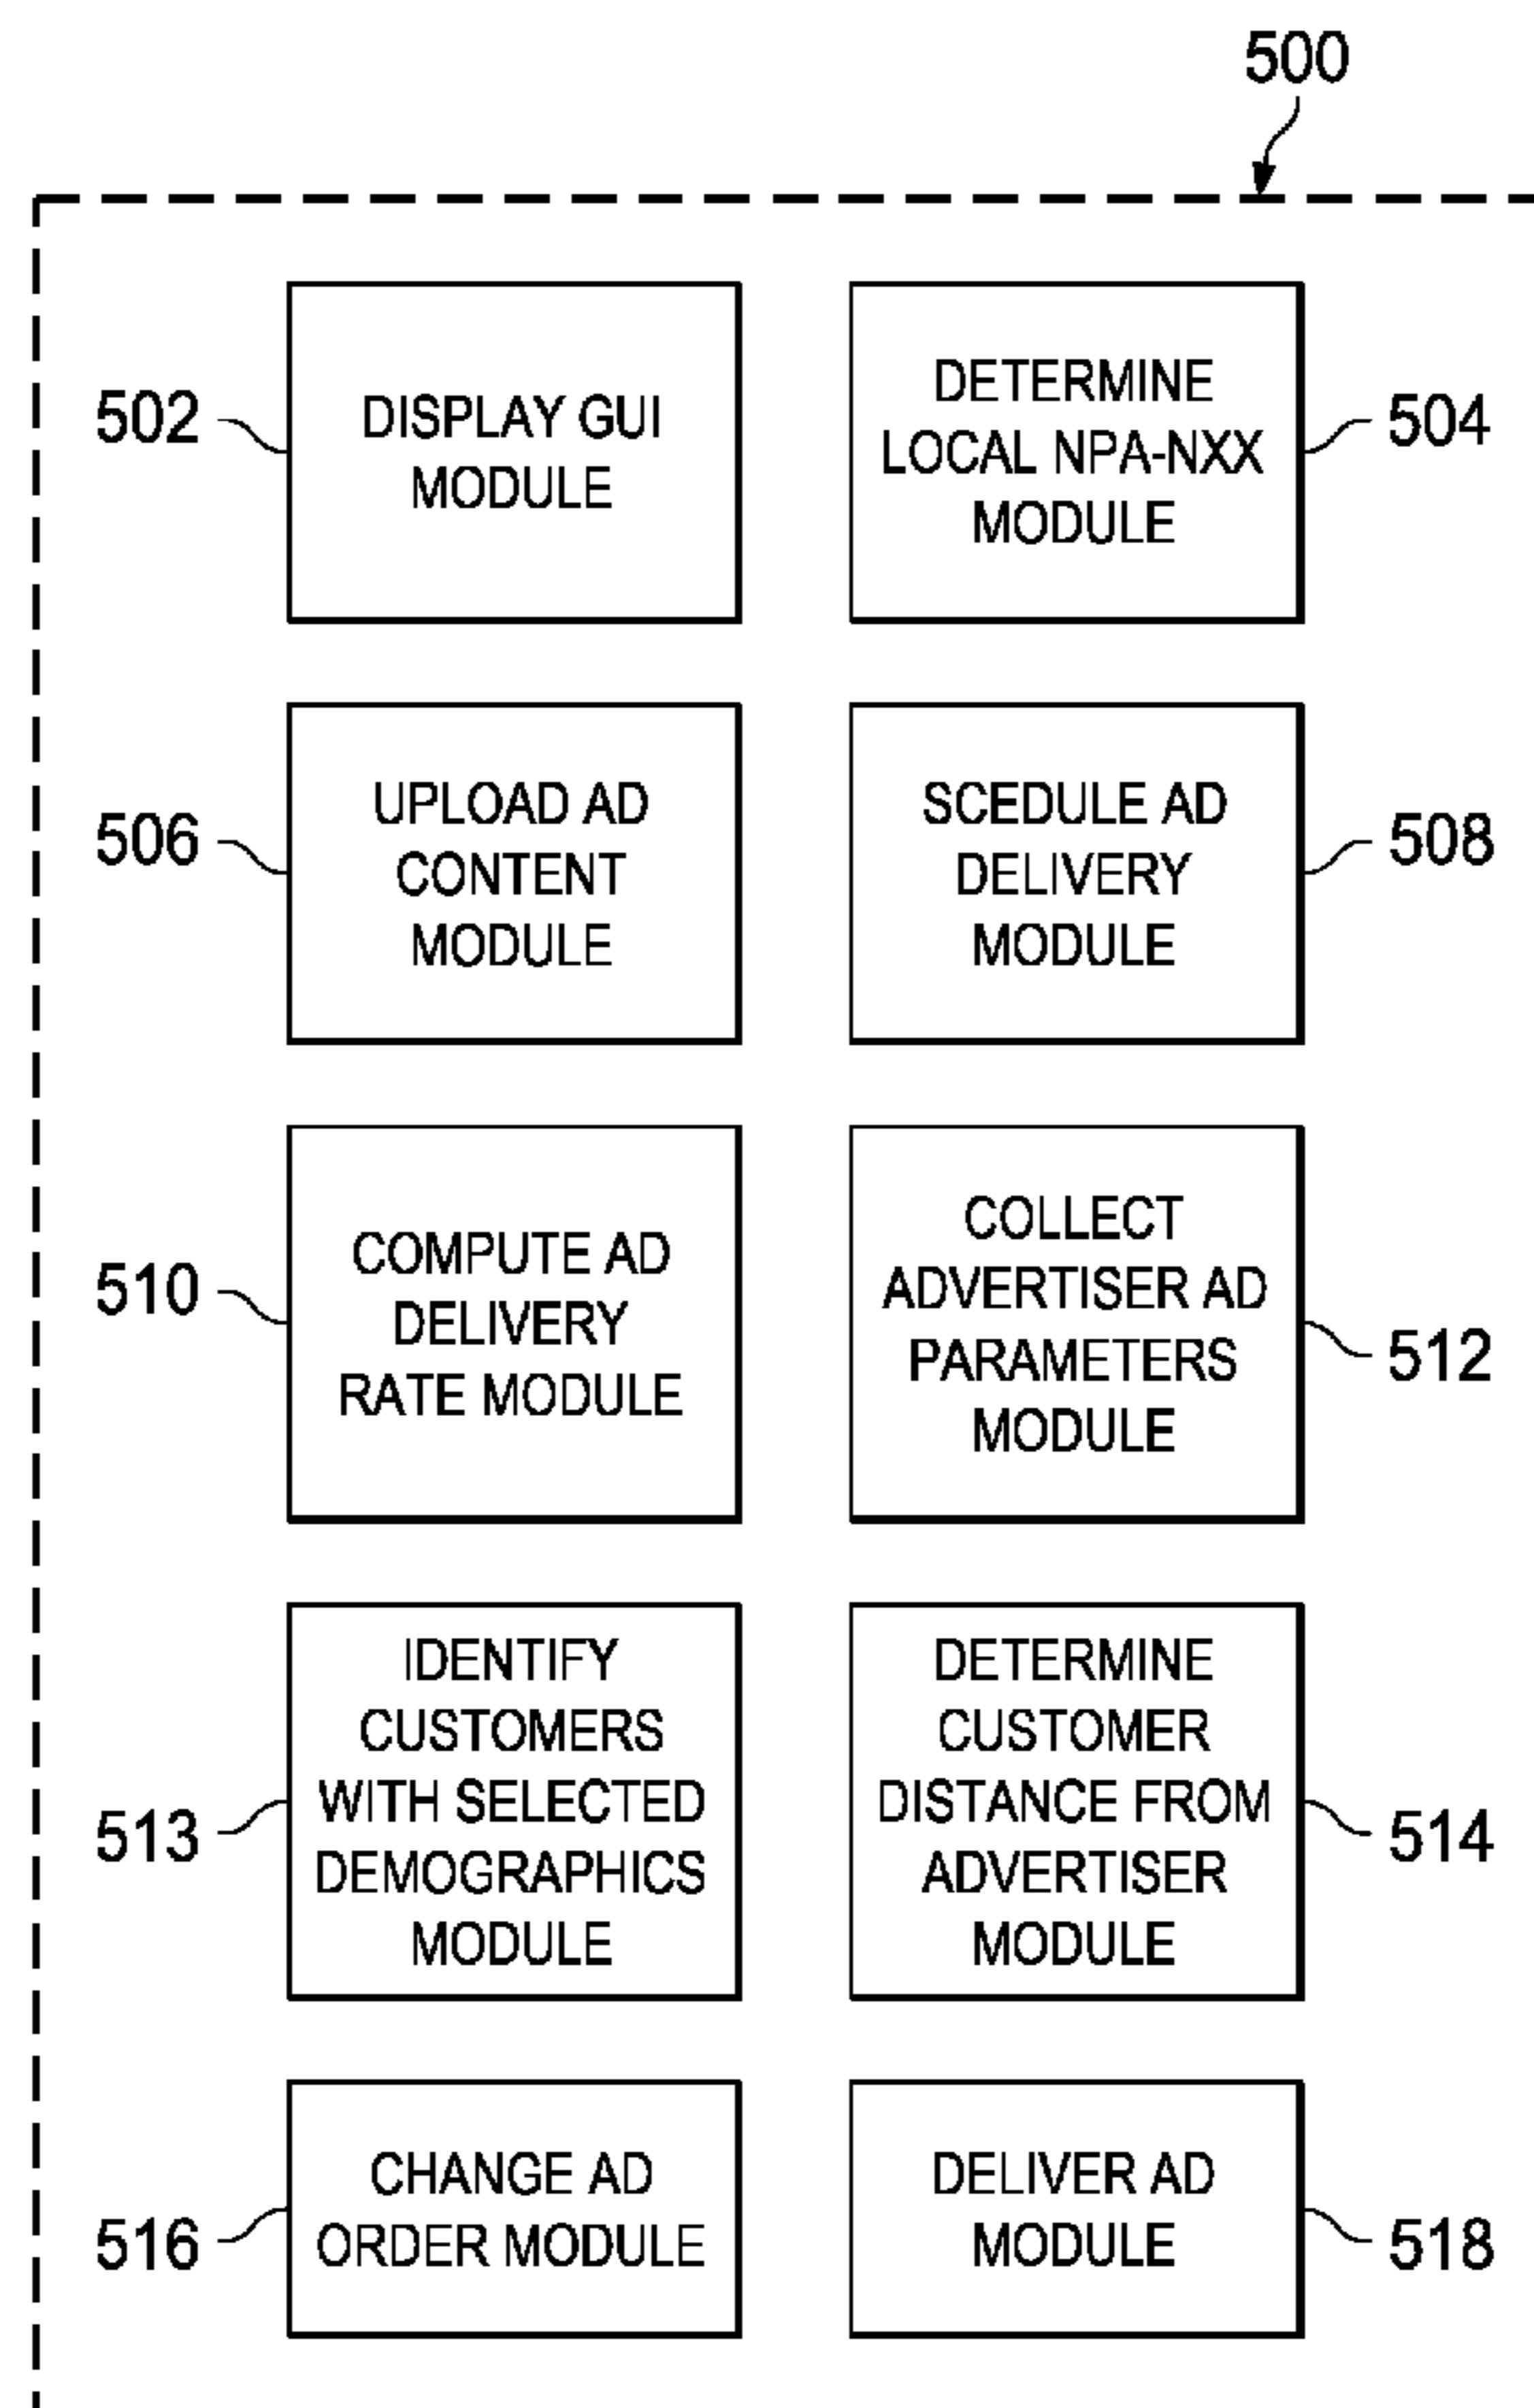 500
502
DISPLAY GUI
MODULE
DETERMINE
LOCAL NPA-NXX
MODULE
504
506
UPLOAD AD
CONTENT
MODULE
SCEDULE AD
DELIVERY
MODULE
508
510
COMPUTE AD
DELIVERY
RATE MODULE
COLLECT
ADVERTISER AD
PARAMETERS
MODULE
512
513
IDENTIFY
CUSTOMERS
WITH SELECTED
DEMOGRAPHICS
MODULE
DETERMINE
CUSTOMER
DISTANCE FROM
ADVERTISER
MODULE
514
516
CHANGE AD
ORDER MODULE
DELIVER AD
MODULE
518